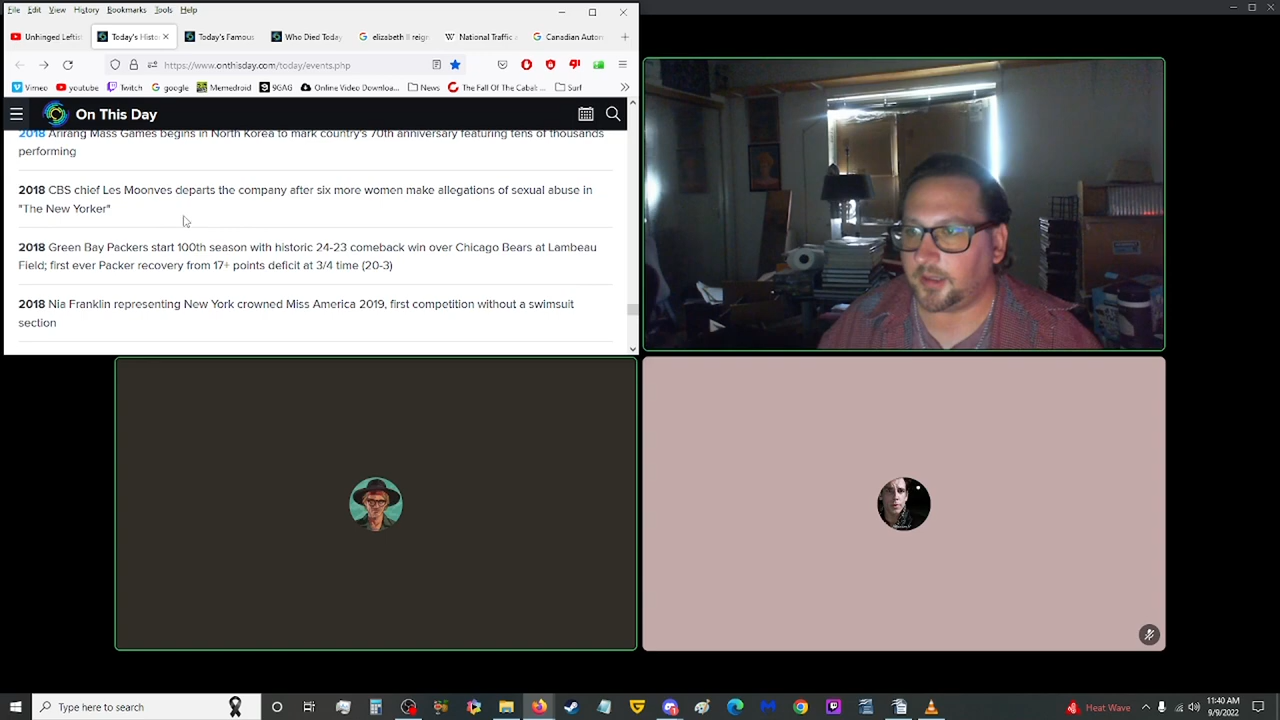 File Edit View History Bookmarks Tools Help
Unhinged Leftis
Today's Histo
Today's Famous
Who Died Today
elizabeth II reign
National Traffic a
Canadian Auton
https://www.onthisday.com/today/events.php
Vimeo youtube Twitch google Memedroid 9GAG Online Video Downloa... News The Fall Of The Cabal:... Surf
On This Day
2018 Arirang Mass Games begins in North Korea to mark country's 70th anniversary featuring tens of thousands
performing
2018 CBS chief Les Moonves departs the company after six more women make allegations of sexual abuse in
"The New Yorker"
2018 Green Bay Packers start 100th season with historic 24-23 comeback win over Chicago Bears at Lambeau
Field; first ever Packer recovery from 17+ points deficit at 3/4 time (20-3)
2018 Nia Franklin representing New York crowned Miss America 2019, first competition without a swimsuit
section
Type here to search
Heat Wave
11:40 AM
9/9/2022